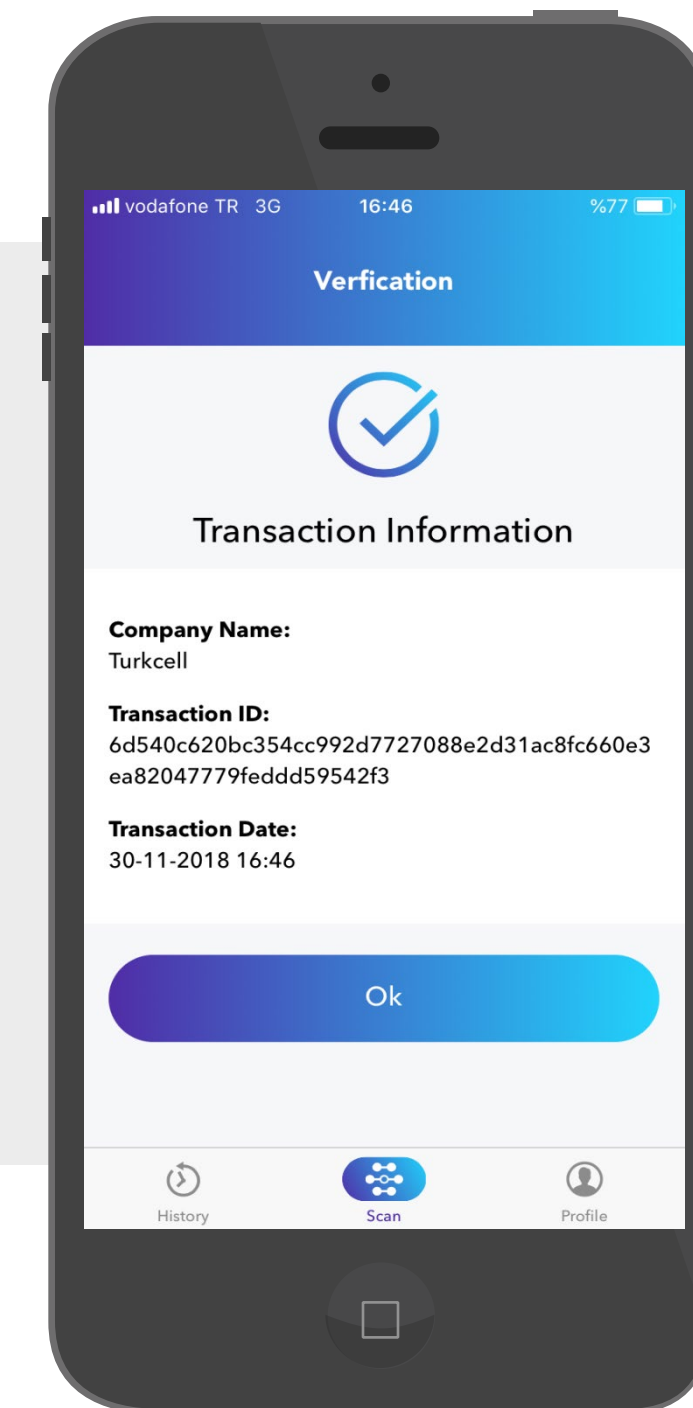 vodafone TR 3G 16:46 %77
Verfication
Transaction Information
Company Name:
Turkcell
Transaction ID:
6d540c620bc354cc992d7727088e2d31ac8fc660e3
ea82047779feddd59542f3
Transaction Date:
30-11-2018 16:46
Ok
History Scan Profile